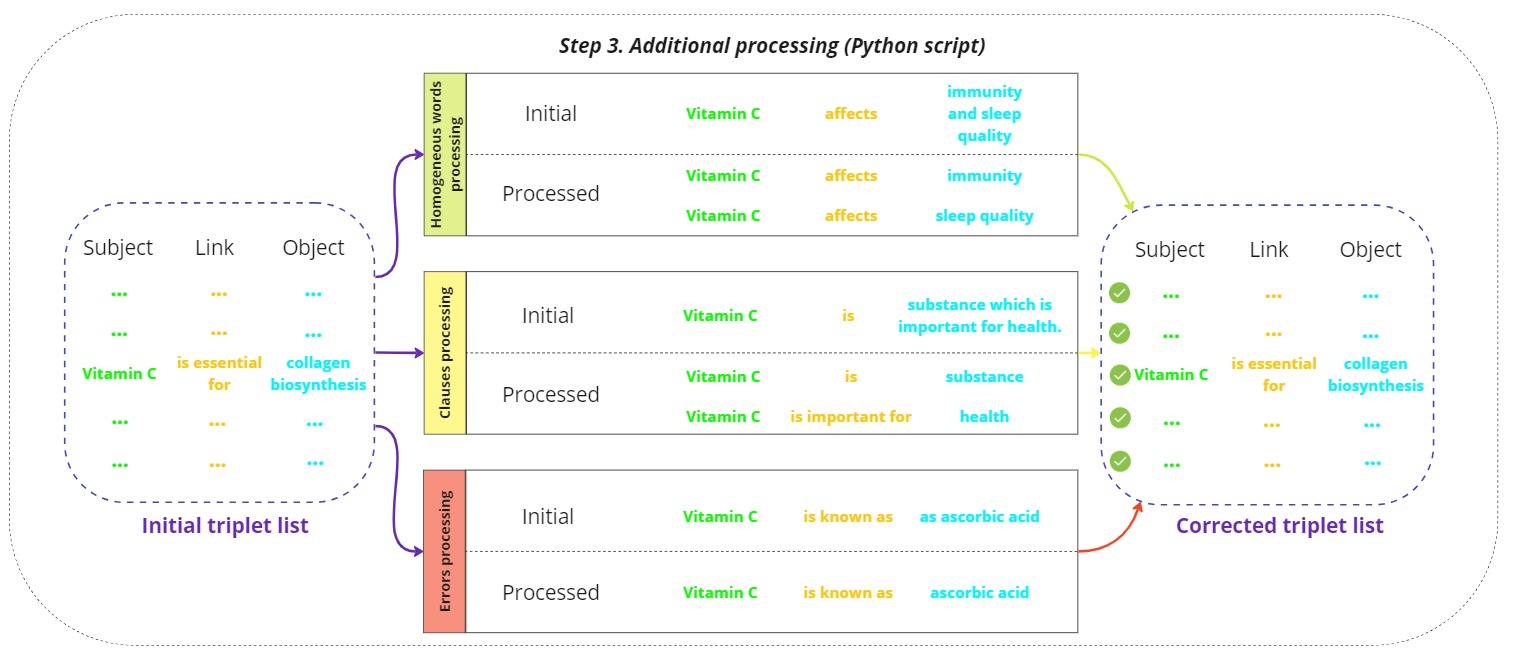 Step 3. Additional processing (Python script)
Subject Link Object
... ... ...
... ... ...
Vitamin C is essential for collagen biosynthesis
... ... ...
... ... ...
Initial triplet list
Homogeneous words processing
Initial Vitamin C affects immunity and sleep quality
Processed
Vitamin C affects immunity
Vitamin C affects sleep quality
Clauses processing
Initial Vitamin C is substance which is important for health.
Processed
Vitamin C is substance
Vitamin C is important for health
Errors processing
Initial Vitamin C is known as as ascorbic acid
Processed Vitamin C is known as ascorbic acid
Subject Link Object
... ... ...
... ... ...
Vitamin C is essential for collagen biosynthesis
... ... ...
... ... ...
Corrected triplet list